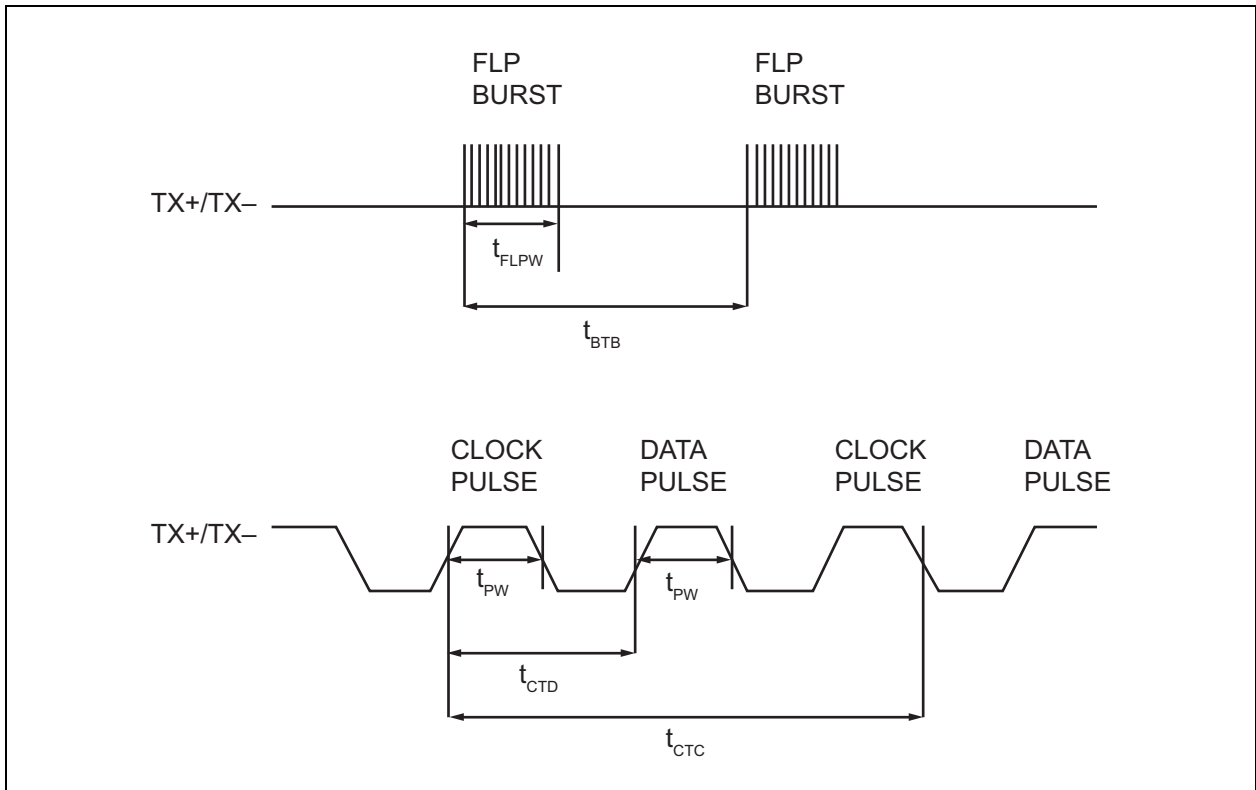 FLP
BURST
FLP
BURST
TX+/TX–
tFLPW
tBTB
CLOCK
PULSE
DATA
PULSE
CLOCK
PULSE
DATA
PULSE
TX+/TX–
tPW
tPW
tCTD
tCTC